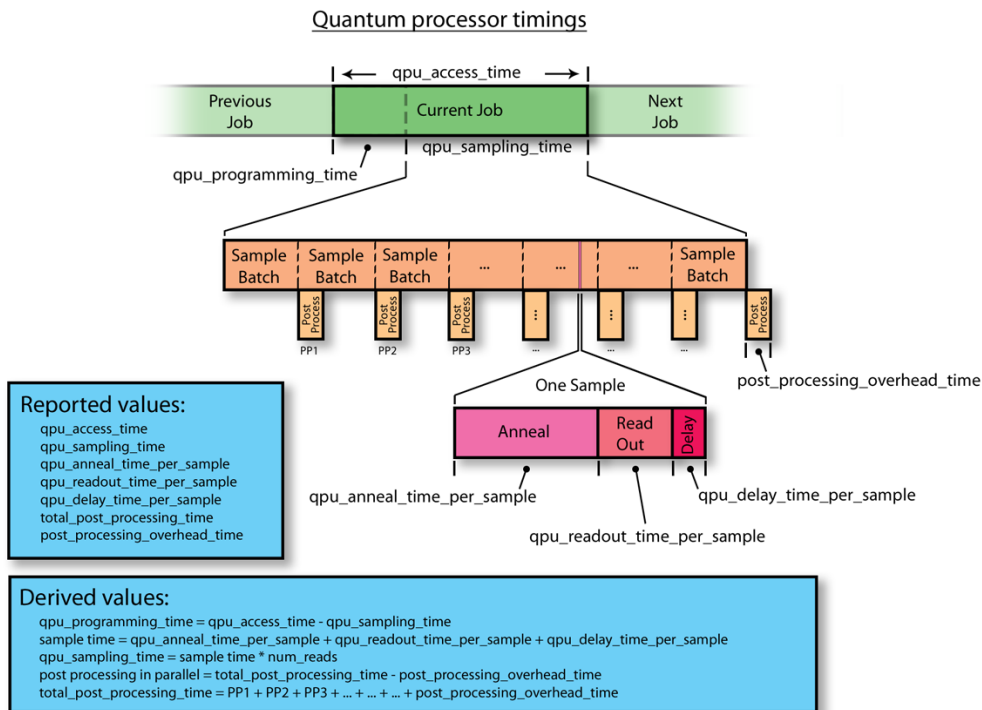 Quantum processor timings
qpu_access_time
Previous
Job
Current Job
Next
Job
qpu_sampling_time
qpu_programming_time
Sample
Batch
Sample
Batch
Sample
Batch
...
...
...
Sample
Batch
Post
Process
Post
Process
Post
Process
...
...
...
Post
Process
PP1
PP2
PP3
...
...
...
post_processing_overhead_time
One Sample
Anneal
Read
Out
Delay
qpu_anneal_time_per_sample
qpu_delay_time_per_sample
qpu_readout_time_per_sample
Reported values:
qpu_access_time
qpu_sampling_time
qpu_anneal_time_per_sample
qpu_readout_time_per_sample
qpu_delay_time_per_sample
total_post_processing_time
post_processing_overhead_time
Derived values:
qpu_programming_time = qpu_access_time - qpu_sampling_time
sample time = qpu_anneal_time_per_sample + qpu_readout_time_per_sample + qpu_delay_time_per_sample
qpu_sampling_time = sample time * num_reads
post processing in parallel = total_post_processing_time - post_processing_overhead_time
total_post_processing_time = PP1 + PP2 + PP3 + ... + ... + ... + post_processing_overhead_time